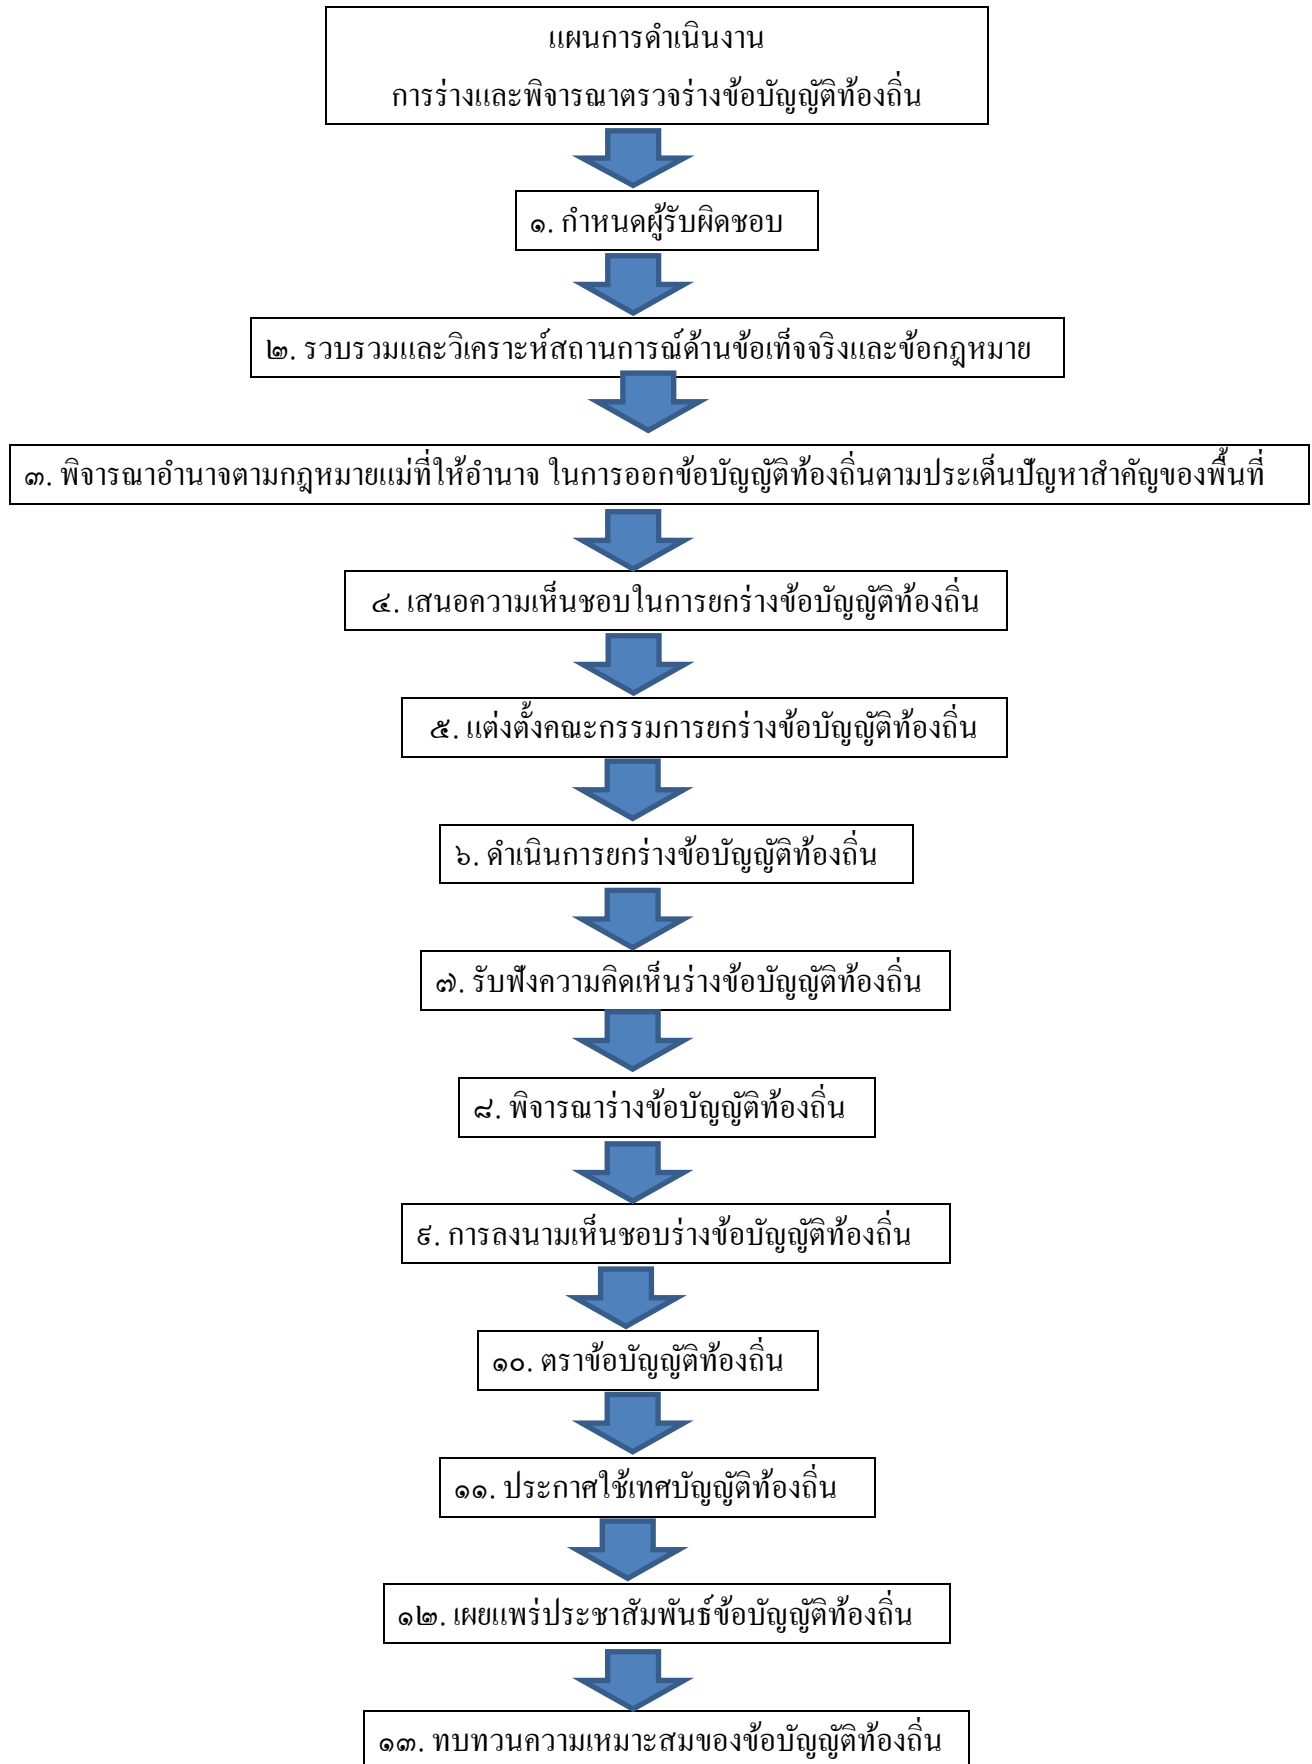 แผนการดำเนินงาน
การร่างและพิจารณาตรวจร่างข้อบัญญัติท้องถิ่น
๑. กำหนดผู้รับผิดชอบ
๒. รวบรวมและวิเคราะห์สถานการณ์ด้านข้อเท็จจริงและข้อกฎหมาย
๓. พิจารณาอำนาจตามกฎหมายแม่ที่ให้อำนาจ ในการออกข้อบัญญัติท้องถิ่นตามประเด็นปัญหาสำคัญของพื้นที่
๔. เสนอความเห็นชอบในการยกร่างข้อบัญญัติท้องถิ่น
๕. แต่งตั้งคณะกรรมการยกร่างข้อบัญญัติท้องถิ่น
๖. ดำเนินการยกร่างข้อบัญญัติท้องถิ่น
๗. รับฟังความคิดเห็นร่างข้อบัญญัติท้องถิ่น
๘. พิจารณาร่างข้อบัญญัติท้องถิ่น
๙. การลงนามเห็นชอบร่างข้อบัญญัติท้องถิ่น
๑๐. ตราข้อบัญญัติท้องถิ่น
๑๑. ประกาศใช้เทศบัญญัติท้องถิ่น
๑๒. เผยแพร่ประชาสัมพันธ์ข้อบัญญัติท้องถิ่น
๑๓. ทบทวนความเหมาะสมของข้อบัญญัติท้องถิ่น